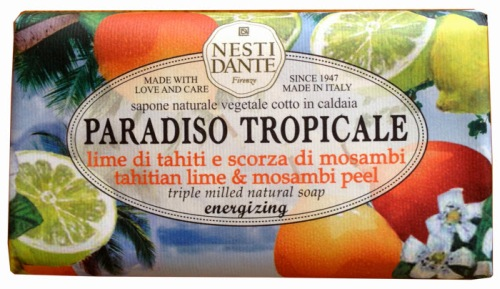 NESTI
DANTE
Firenze
MADE WITH
LOVE AND CARE
SINCE 1947
MADE IN ITALY
sapone naturale vegetale cotto in caldaia
PARADISO TROPICALE
lime di tahiti e scorza di mosambi
tahitian lime & mosambi peel
triple milled natural soap
energizing